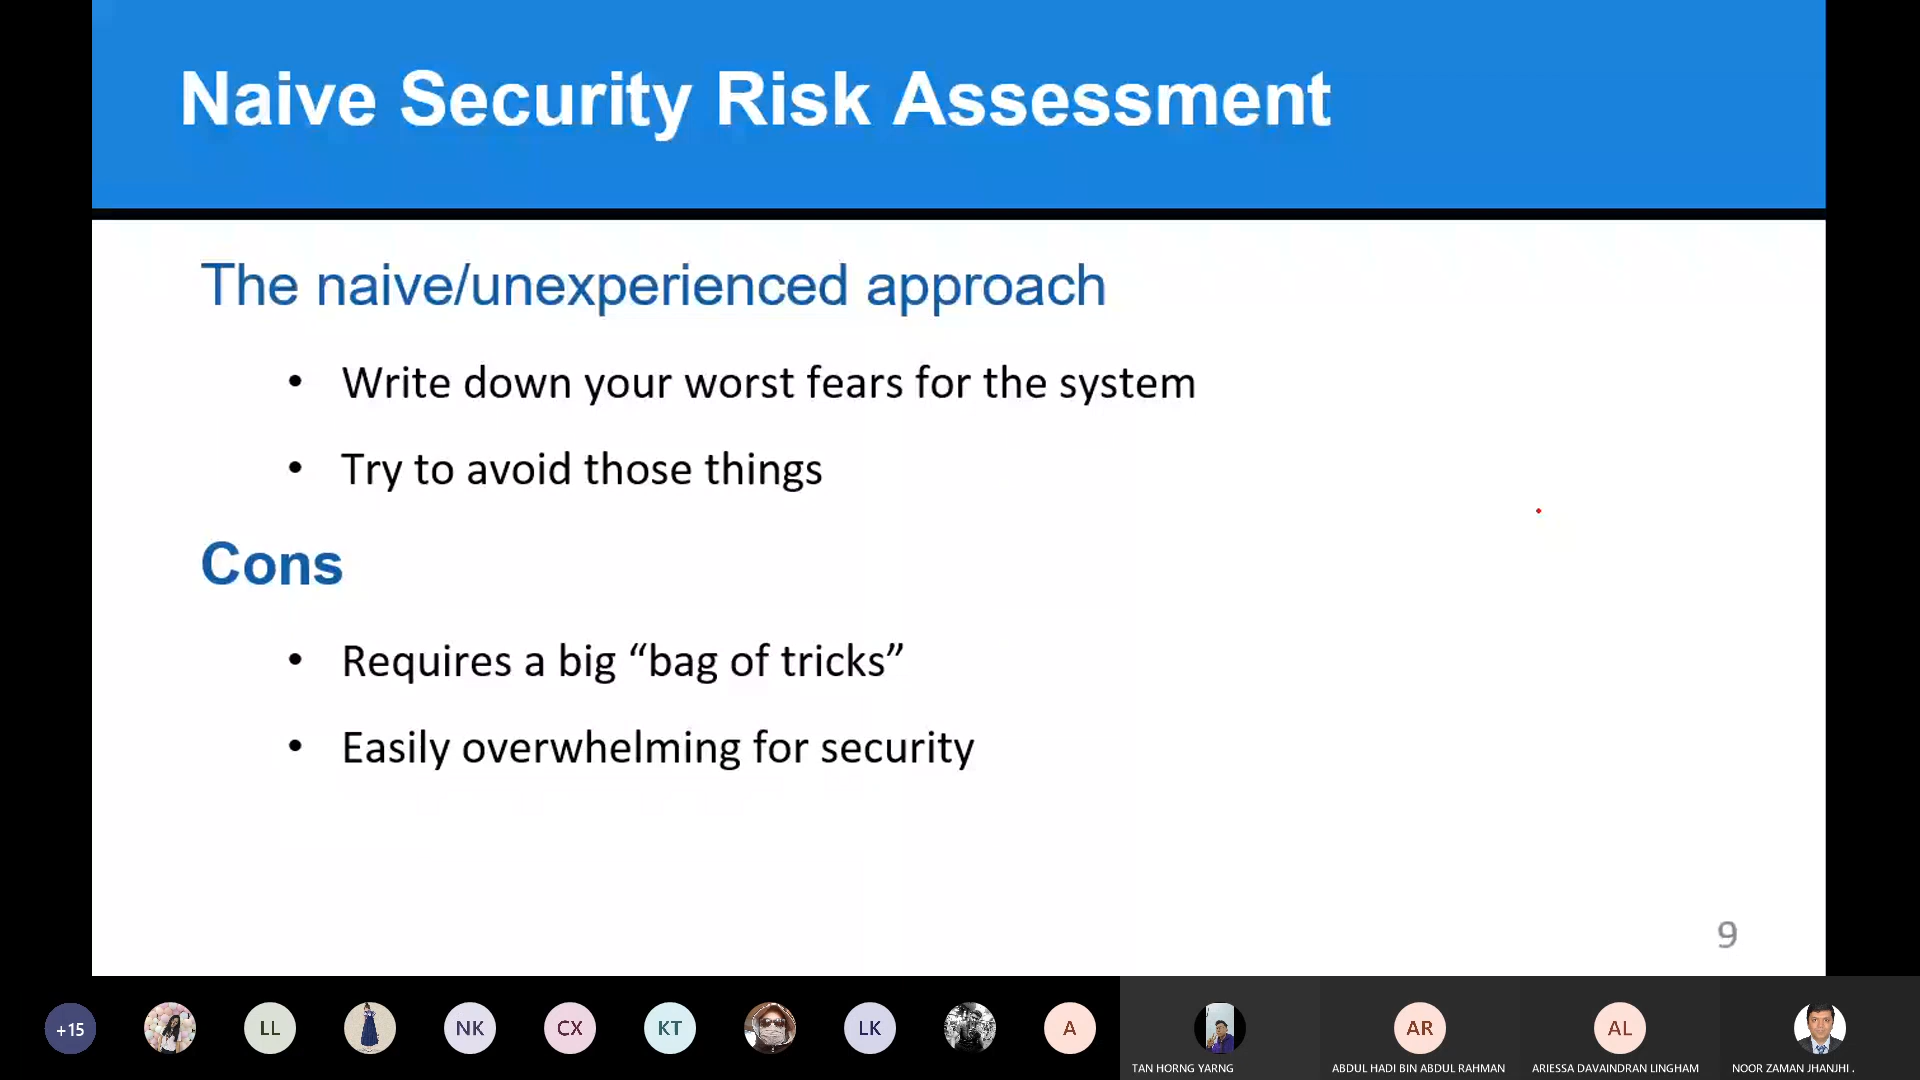 Naive Security Risk Assessment
The naive/unexperienced approach
• Write down your worst fears for the system
• Try to avoid those things
Cons
• Requires a big “bag of tricks”
• Easily overwhelming for security
9
+15
LL
NK
CX
KT
LK
A
AR
AL
TAN HORNG YARNG
ABDUL HADI BIN ABDUL RAHMAN
ARIESSA DAVAINDRAN LINGHAM
NOOR ZAMAN JHANJHI .